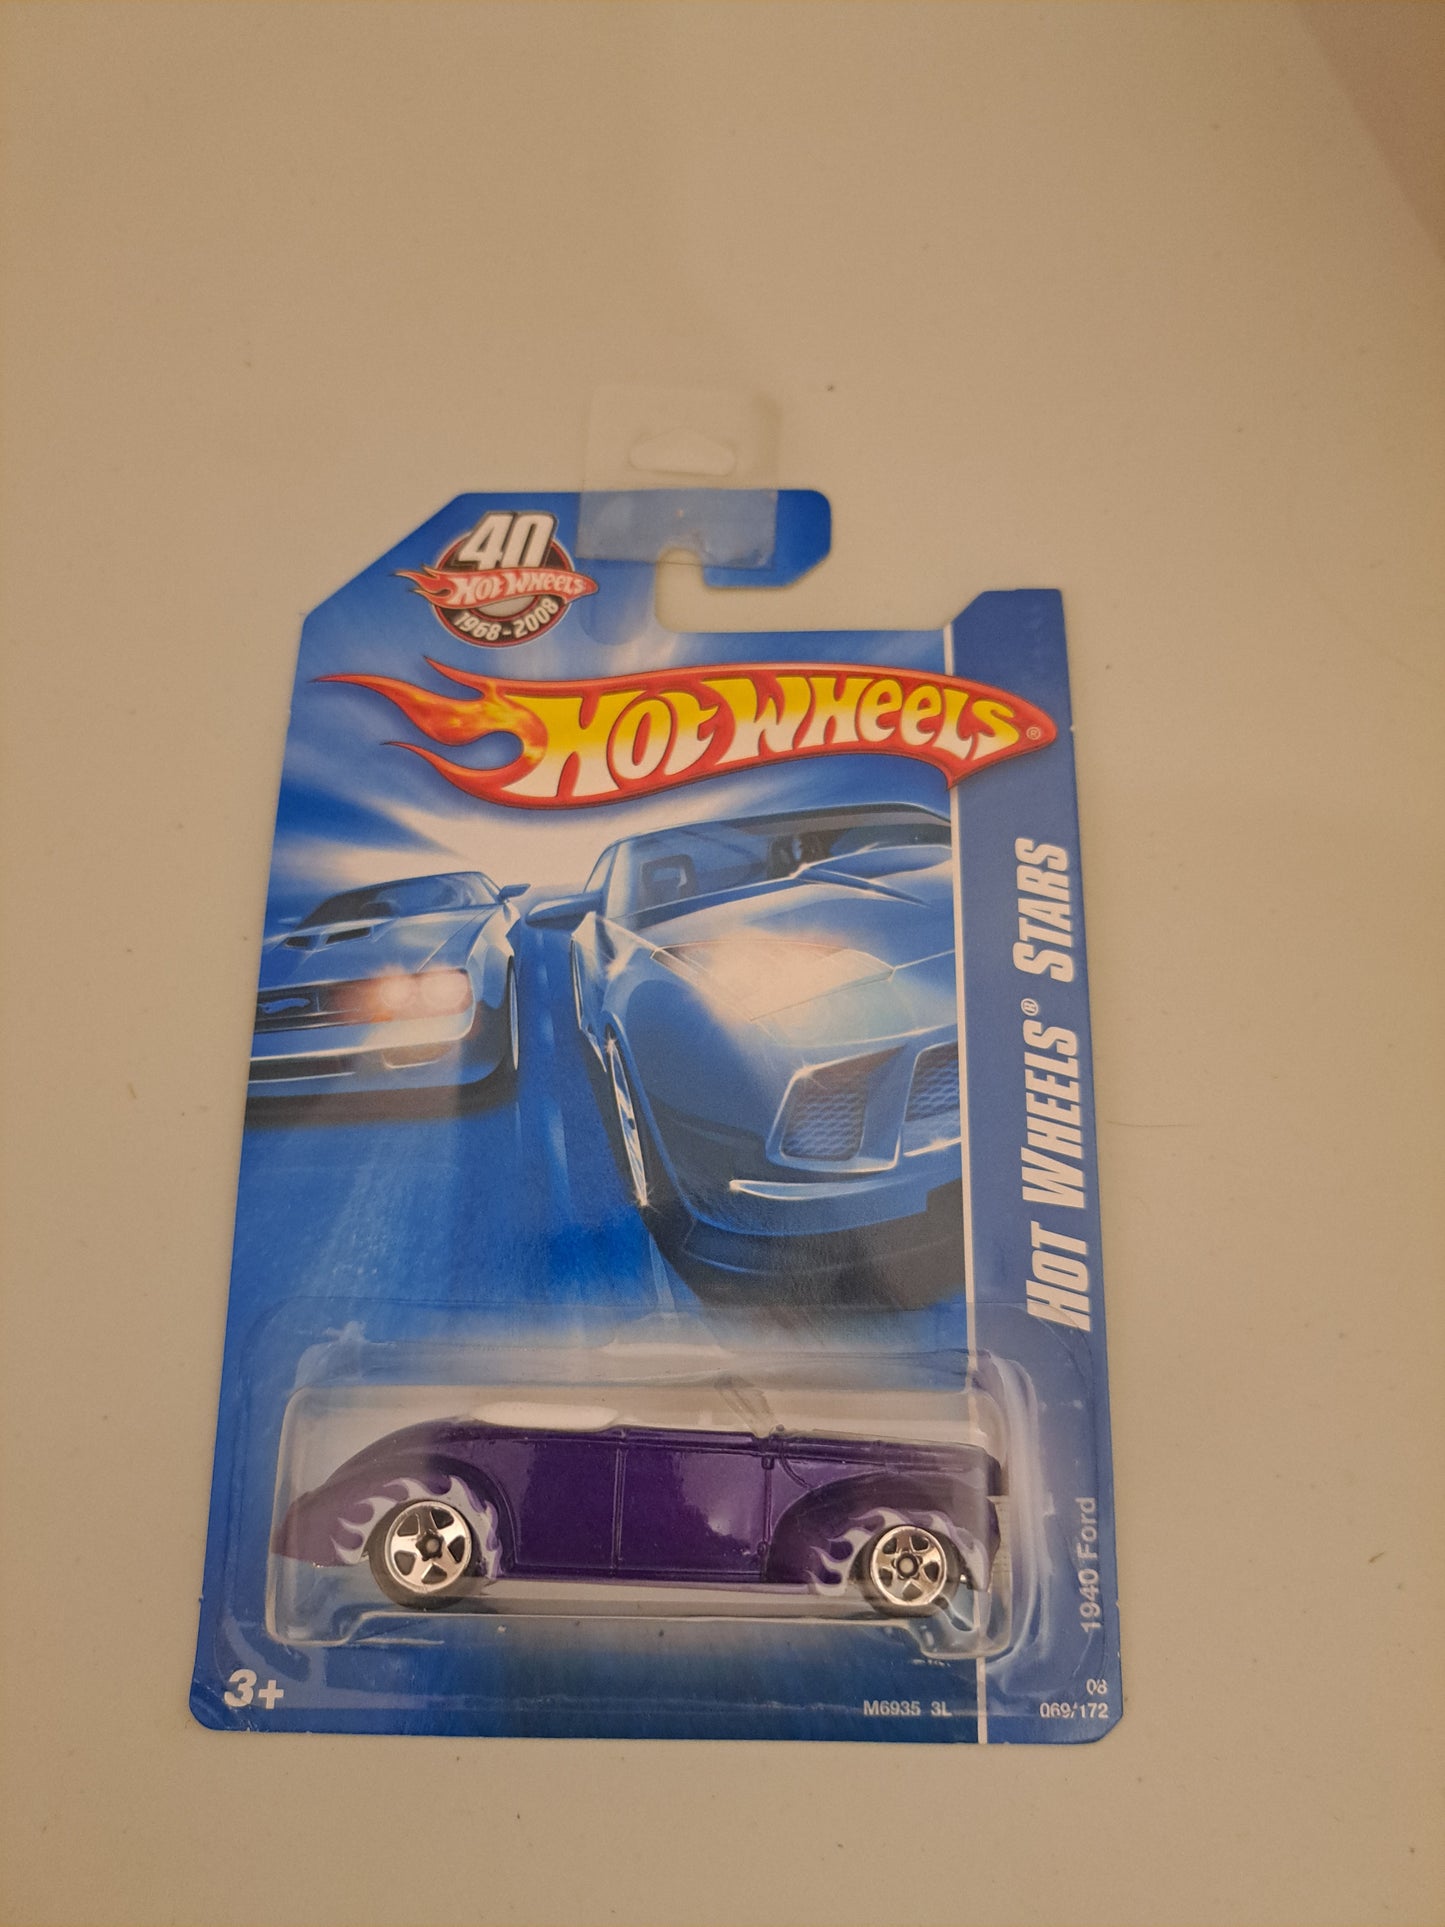 40
HOT WHEELS
1968-2008
HOT WHEELS®
HOT WHEELS® STARS
1940 Ford
3+
M6935 3L
08
069/172